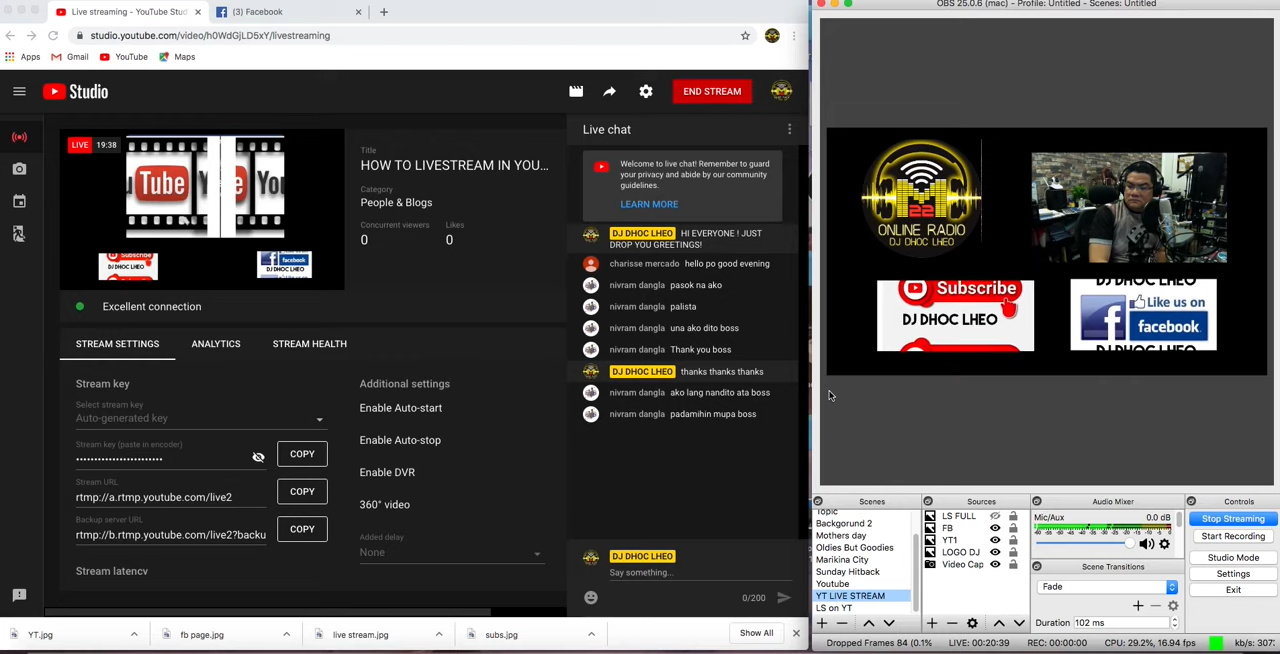 Live streaming - YouTube Stud
(3) Facebook
studio.youtube.com/video/h0WdGjLD5xY/livestreaming
Apps
Gmail
YouTube
Maps
Studio
END STREAM
LIVE 19:38
Tube
You
Subscribe
DJ DHOC LHEO
facebook
Title
HOW TO LIVESTREAM IN YOU...
Category
People & Blogs
Concurrent viewers
Likes
0
0
Excellent connection
STREAM SETTINGS
ANALYTICS
STREAM HEALTH
Stream key
Select stream key
Auto-generated key
Stream key (paste in encoder)
•••••••••••••••••••••••
COPY
Stream URL
rtmp://a.rtmp.youtube.com/live2
COPY
Backup server URL
rtmp://b.rtmp.youtube.com/live2?backu
COPY
Stream latency
Additional settings
Enable Auto-start
Enable Auto-stop
Enable DVR
360° video
Added delay
None
Live chat
Welcome to live chat! Remember to guard
your privacy and abide by our community
guidelines.
LEARN MORE
DJ DHOC LHEO HI EVERYONE ! JUST
DROP YOU GREETINGS!
charisse mercado hello po good evening
nivram dangla pasok na ako
nivram dangla palista
nivram dangla una ako dito boss
nivram dangla Thank you boss
DJ DHOC LHEO thanks thanks thanks
nivram dangla ako lang nandito ata boss
nivram dangla padamihin mupa boss
DJ DHOC LHEO
Say something...
0/200
YT.jpg
fb page.jpg
live stream.jpg
subs.jpg
Show All
OBS 25.0.6 (mac) - Profile: Untitled - Scenes: Untitled
M
22
ONLINE RADIO
DJ DHOC LHEO
Subscribe
DJ DHOC LHEO
DJ DHOC LHEO
Like us on
facebook.
Scenes
Topic
Backgorund 2
Mothers day
Oldies But Goodies
Marikina City
Sunday Hitback
Youtube
YT LIVE STREAM
LS on YT
Sources
LS FULL
FB
YT1
LOGO DJ
Video Cap
Audio Mixer
Mic/Aux
0.0 dB
Scene Transitions
Fade
Duration 102 ms
Controls
Stop Streaming
Start Recording
Studio Mode
Settings
Exit
Dropped Frames 84 (0.1%
LIVE: 00:20:39
REC: 00:00:00
CPU: 29.2%, 16.94 fps
kb/s: 307